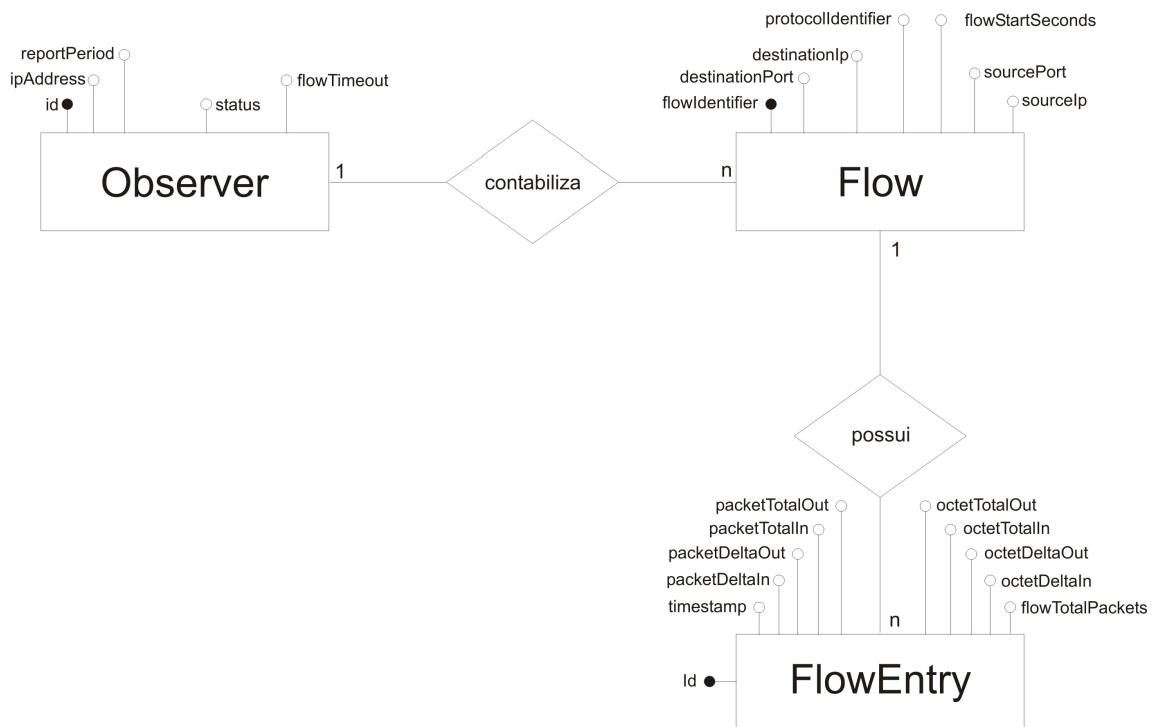 reportPeriod
ipAddress
id
status
flowTimeout
Observer
1
contabiliza
n
protocolIdentifier
flowStartSeconds
destinationIp
destinationPort
sourcePort
flowIdentifier
sourceIp
Flow
1
possui
packetTotalOut
octetTotalOut
packetTotalIn
octetTotalIn
packetDeltaOut
octetDeltaOut
packetDeltaIn
octetDeltaIn
timestamp
flowTotalPackets
n
Id
FlowEntry